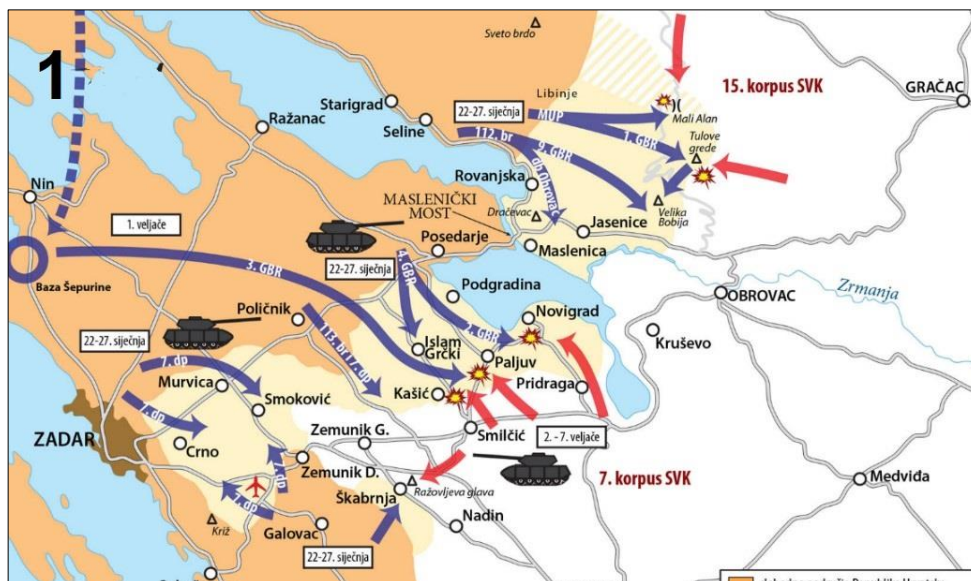 1
Sveto brdo
15. korpus SVK
GRAČAC
Libinje
22-27. siječnja
MUP
Mali Alan
Starigrad
Seline
Ražanac
112. br
1. GBR
Tulove
grede
9. GBR
do Obrovac
Nin
Rovanjska
MASLENIČKI
MOST
Dračevac
Jasenice
Velika
Bobija
1. veljače
Posedarje
Maslenica
22-27. siječnja
Baza Šepurine
3. GBR
4. GBR
Podgradina
Zrmanja
OBROVAC
Poličnik
2. GBR
Novigrad
Kruševo
22-27. siječnja
113. br
17. dp
Islam
Grčki
Paljuv
7. dp
Murvica
Kašić
Pridraga
7. dp
Smoković
ZADAR
Crno
Zemunik G.
Smilčić
2. - 7. veljače
7. korpus SVK
Medviđa
Zemunik D.
7. dp
Škabrnja
Ražovljeva glava
7. dp
Križ
Galovac
Nadin
22-27. siječnja